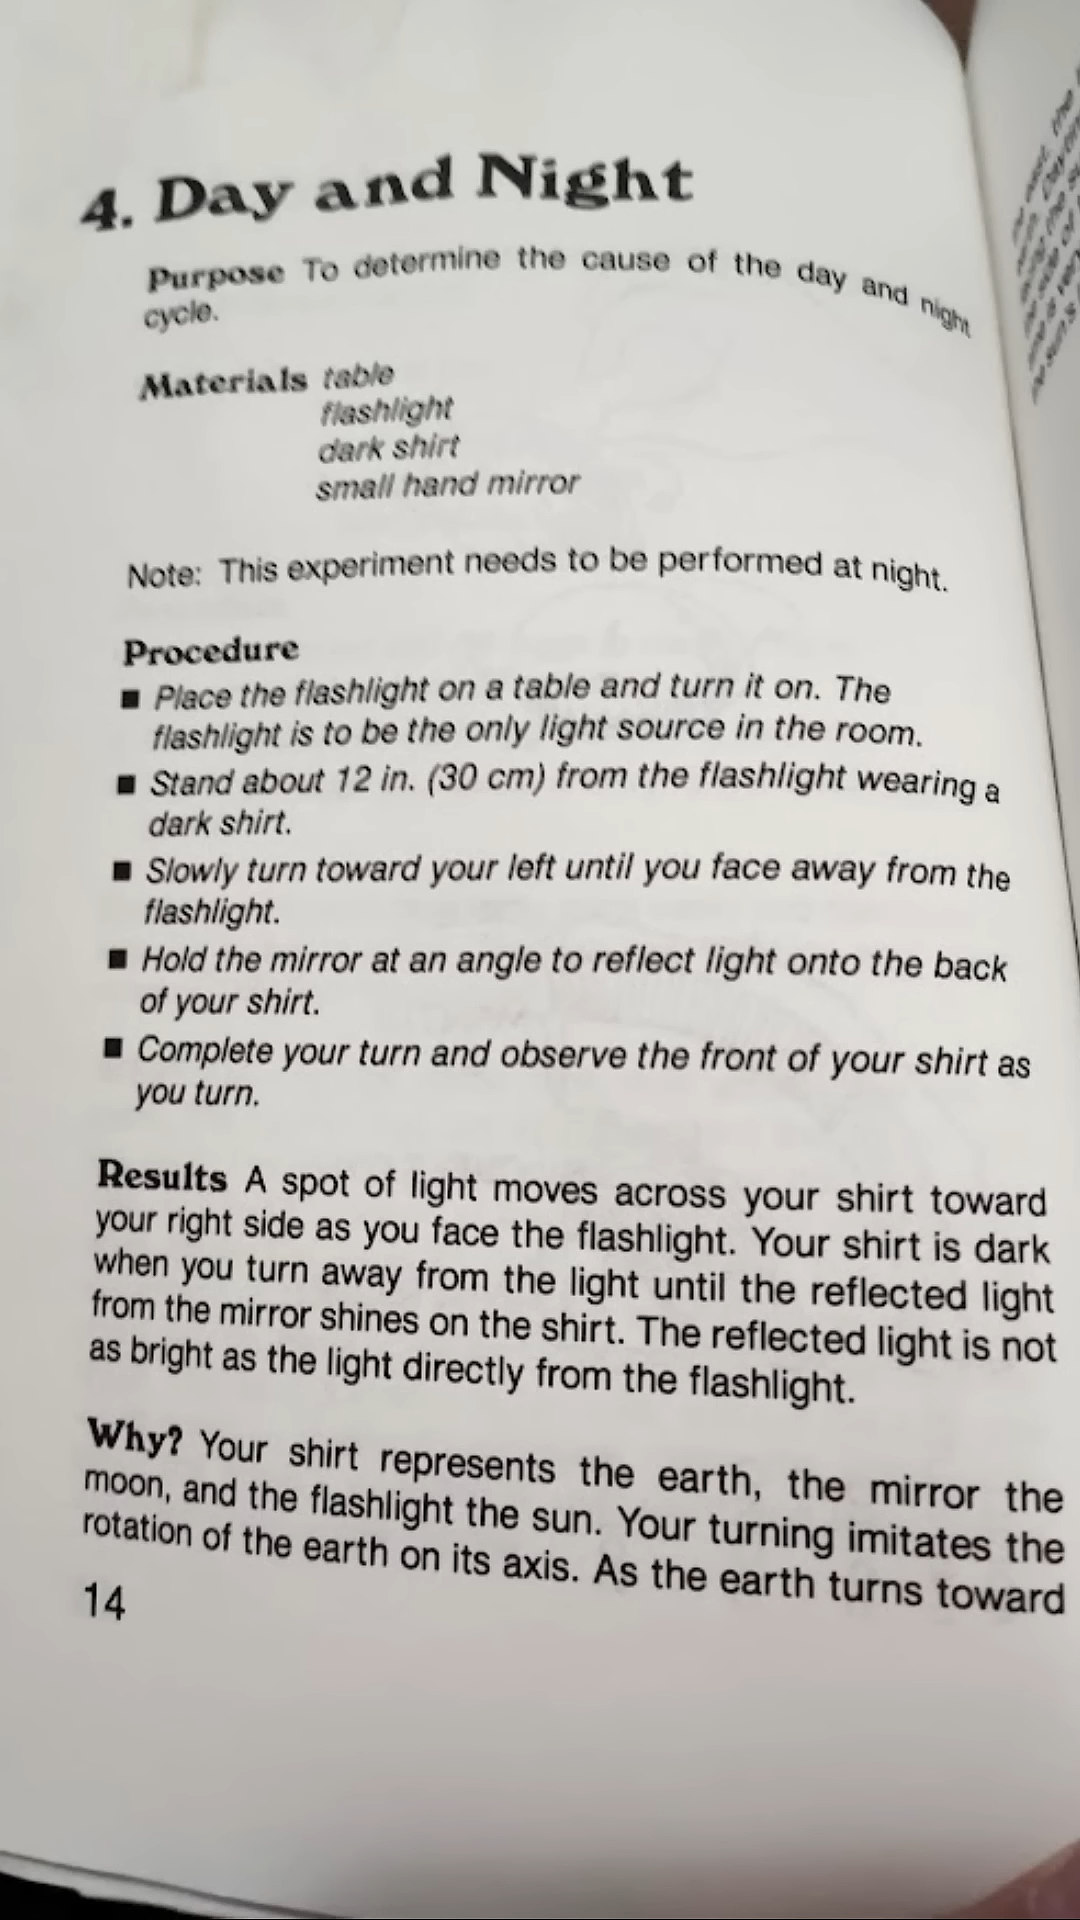 4. Day and Night
Purpose To determine the cause of the day and night
cycle.
Materials table
flashlight
dark shirt
small hand mirror
Note: This experiment needs to be performed at night.
Procedure
■ Place the flashlight on a table and turn it on. The
flashlight is to be the only light source in the room.
■ Stand about 12 in. (30 cm) from the flashlight wearing a
dark shirt.
■ Slowly turn toward your left until you face away from the
flashlight.
■ Hold the mirror at an angle to reflect light onto the back
of your shirt.
■ Complete your turn and observe the front of your shirt as
you turn.
Results A spot of light moves across your shirt toward
your right side as you face the flashlight. Your shirt is dark
when you turn away from the light until the reflected light
from the mirror shines on the shirt. The reflected light is not
as bright as the light directly from the flashlight.
Why? Your shirt represents the earth, the mirror the
moon, and the flashlight the sun. Your turning imitates the
rotation of the earth on its axis. As the earth turns toward
14